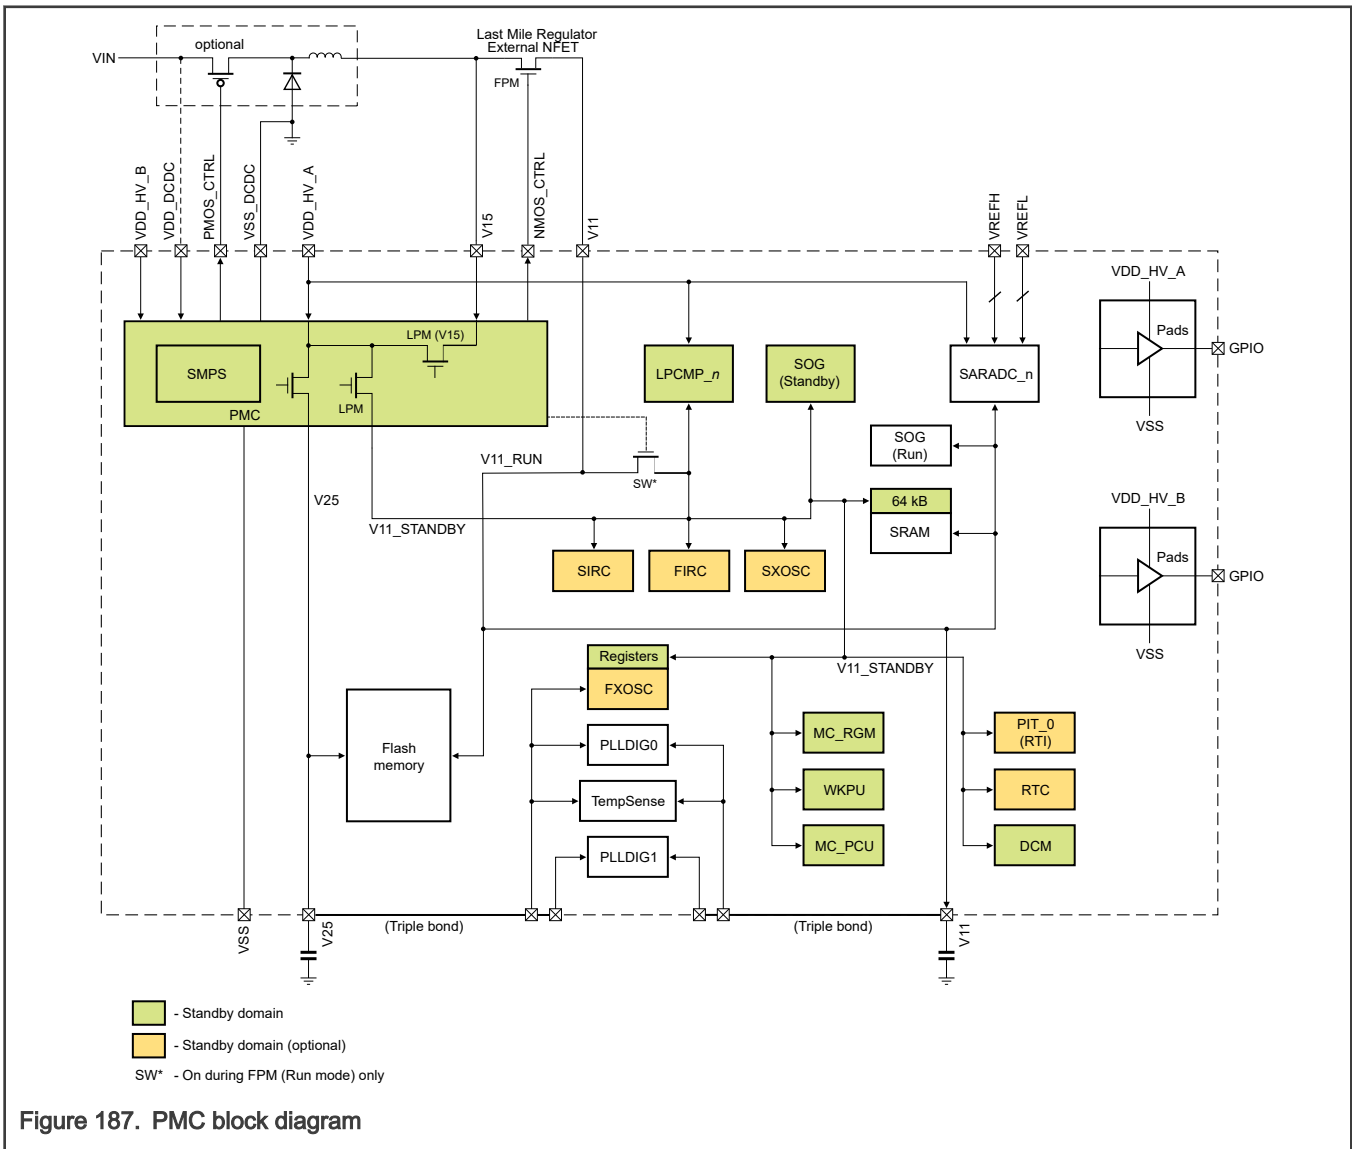 optional
Last Mile Regulator
External NFET
VIN
FPM
VDD_HV_B
VDD_DCDC
PMOS_CTRL
VSS_DCDC
VDD_HV_A
V15
NMOS_CTRL
V11
VREFH
VREFL
VDD_HV_A
Pads
GPIO
VSS
LPM (V15)
SMPS
LPM
PMC
LPCMP_n
SOG
(Standby)
SARADC_n
SOG
(Run)
V11_RUN
SW*
V25
V11_STANDBY
64 kB
SRAM
VDD_HV_B
Pads
GPIO
VSS
SIRC
FIRC
SXOSC
Registers
FXOSC
V11_STANDBY
Flash
memory
PLLDIG0
TempSense
PLLDIG1
MC_RGM
WKPU
MC_PCU
PIT_0
(RTI)
RTC
DCM
VSS
V25
(Triple bond)
(Triple bond)
V11
- Standby domain
- Standby domain (optional)
SW* - On during FPM (Run mode) only
Figure 187. PMC block diagram